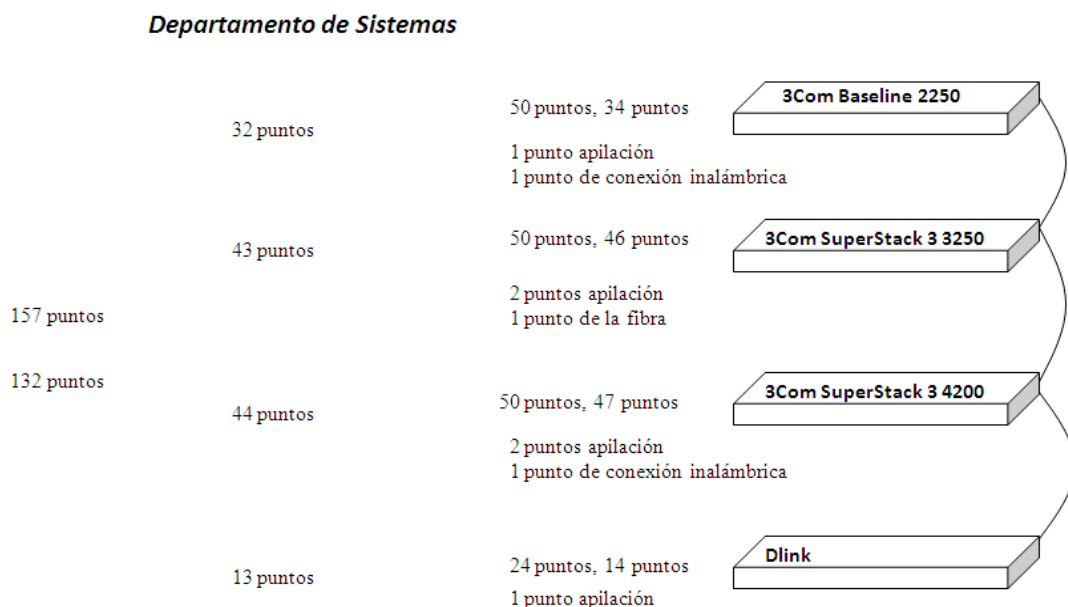 Departamento de Sistemas
50 puntos, 34 puntos
3Com Baseline 2250
32 puntos
1 punto apilación
1 punto de conexión inalámbrica
50 puntos, 46 puntos
3Com SuperStack 3 3250
43 puntos
2 puntos apilación
1 punto de la fibra
157 puntos
132 puntos
50 puntos, 47 puntos
3Com SuperStack 3 4200
44 puntos
2 puntos apilación
1 punto de conexión inalámbrica
24 puntos, 14 puntos
Dlink
13 puntos
1 punto apilación